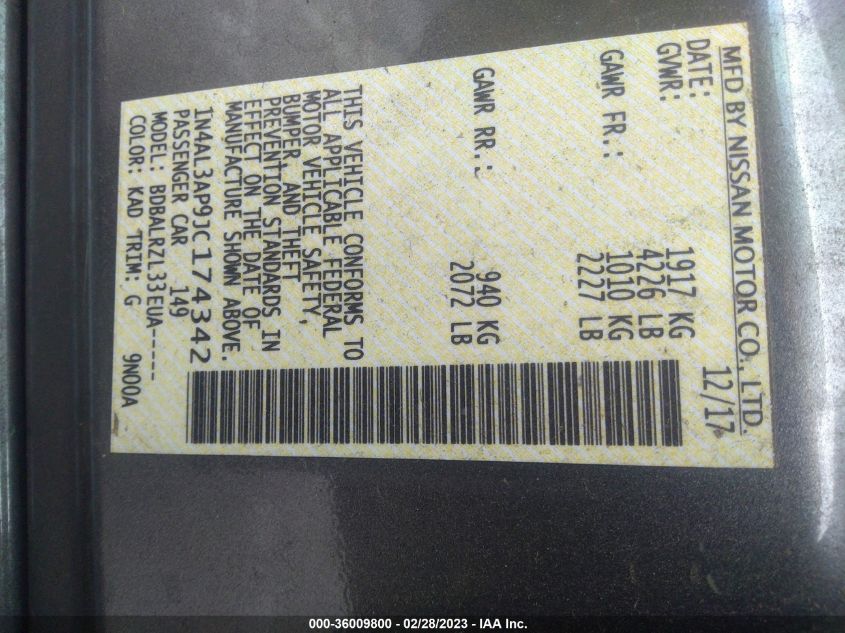 MFD BY NISSAN MOTOR CO., LTD.
DATE: 12/17
GVWR: 1917 KG
4226 LB
GAWR FR.: 1010 KG
2227 LB
GAWR RR.: 940 KG
2072 LB
THIS VEHICLE CONFORMS TO
ALL APPLICABLE FEDERAL
MOTOR VEHICLE SAFETY,
BUMPER, AND THEFT
PREVENTION STANDARDS IN
EFFECT ON THE DATE OF
MANUFACTURE SHOWN ABOVE.
1N4AL3AP9JC174342
PASSENGER CAR 149
MODEL: BDBALRZL33EUA-----
COLOR: KAD TRIM: G 9N00A
000-36009800 - 02/28/2023 - IAA Inc.